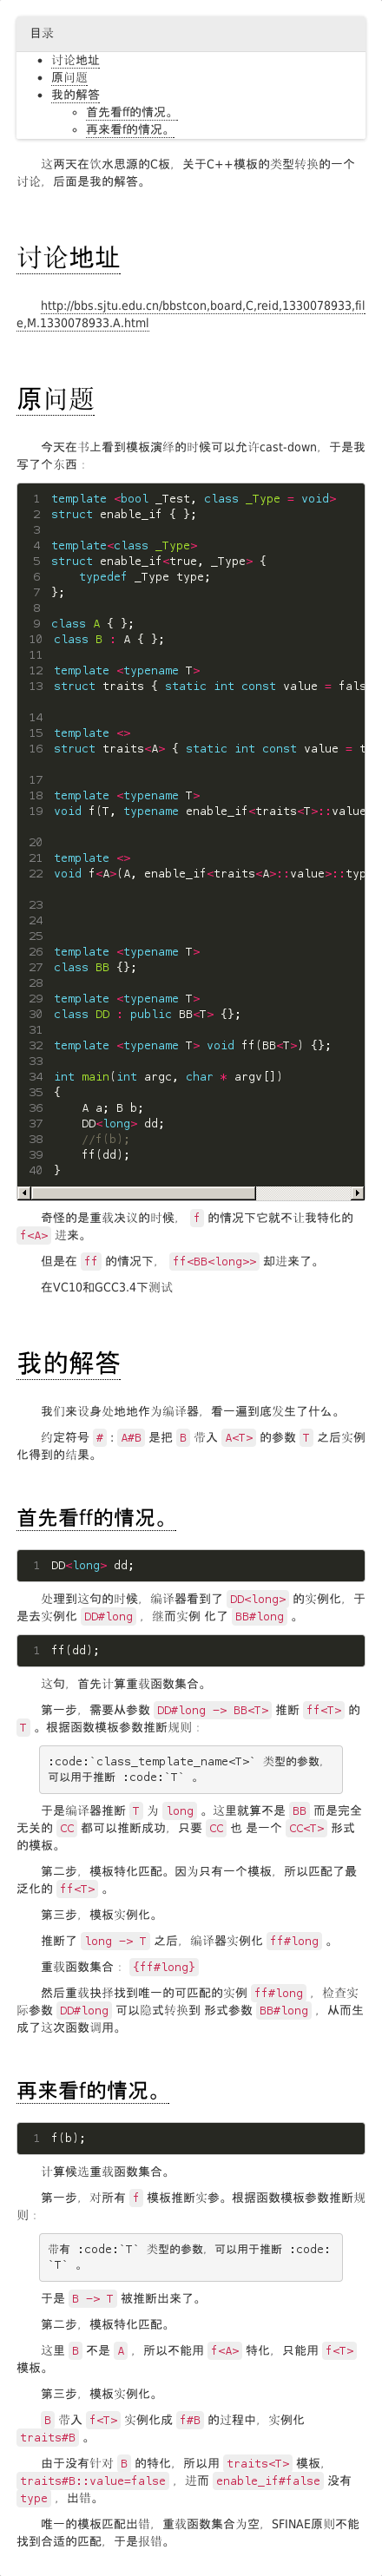 目录
讨论地址
原问题
我的解答
首先看ff的情况。
再来看f的情况。
这两天在饮水思源的C板，关于C++模板的类型转换的一个
讨论，后面是我的解答。
讨论地址
http://bbs.sjtu.edu.cn/bbstcon,board,C,reid,1330078933,fil
e,M.1330078933.A.html
原问题
今天在书上看到模板演绎的时候可以允许cast-down，于是我
写了个东西：
1 template <bool _Test, class _Type = void>
2 struct enable_if { };
3
4 template<class _Type>
5 struct enable_if<true, _Type> {
6     typedef _Type type;
7 };
8
9 class A { };
10 class B : A { };
11
12 template <typename T>
13 struct traits { static int const value = fals
14
15 template <>
16 struct traits<A> { static int const value = t
17
18 template <typename T>
19 void f(T, typename enable_if<traits<T>::value
20
21 template <>
22 void f<A>(A, enable_if<traits<A>::value>::typ
23
24
25
26 template <typename T>
27 class BB {};
28
29 template <typename T>
30 class DD : public BB<T> {};
31
32 template <typename T> void ff(BB<T>) {};
33
34 int main(int argc, char * argv[])
35 {
36     A a; B b;
37     DD<long> dd;
38     //f(b);
39     ff(dd);
40 }
奇怪的是重载决议的时候， f 的情况下它就不让我特化的
f<A> 进来。
但是在 ff 的情况下， ff<BB<long>> 却进来了。
在VC10和GCC3.4下测试
我的解答
我们来设身处地地作为编译器，看一遍到底发生了什么。
约定符号 # ：A#B 是把 B 带入 A<T> 的参数 T 之后实例
化得到的结果。
首先看ff的情况。
1 DD<long> dd;
处理到这句的时候，编译器看到了 DD<long> 的实例化，于
是去实例化 DD#long ，继而实例 化了 BB#long 。
1 ff(dd);
这句，首先计算重载函数集合。
第一步，需要从参数 DD#long -> BB<T> 推断 ff<T> 的
T 。根据函数模板参数推断规则：
:code:`class_template_name<T>` 类型的参数，
可以用于推断 :code:`T` 。
于是编译器推断 T 为 long 。这里就算不是 BB 而是完全
无关的 CC 都可以推断成功，只要 CC 也 是一个 CC<T> 形式
的模板。
第二步，模板特化匹配。因为只有一个模板，所以匹配了最
泛化的 ff<T> 。
第三步，模板实例化。
推断了 long -> T 之后，编译器实例化 ff#long 。
重载函数集合： {ff#long}
然后重载抉择找到唯一的可匹配的实例 ff#long ，检查实
际参数 DD#long 可以隐式转换到 形式参数 BB#long ，从而生
成了这次函数调用。
再来看f的情况。
1 f(b);
计算候选重载函数集合。
第一步，对所有 f 模板推断实参。根据函数模板参数推断规
则：
带有 :code:`T` 类型的参数，可以用于推断 :code:
`T` 。
于是 B -> T 被推断出来了。
第二步，模板特化匹配。
这里 B 不是 A ，所以不能用 f<A> 特化，只能用 f<T>
模板。
第三步，模板实例化。
B 带入 f<T> 实例化成 f#B 的过程中，实例化
traits#B 。
由于没有针对 B 的特化，所以用 traits<T> 模板，
traits#B::value=false ，进而 enable_if#false 没有
type ，出错。
唯一的模板匹配出错，重载函数集合为空，SFINAE原则不能
找到合适的匹配，于是报错。